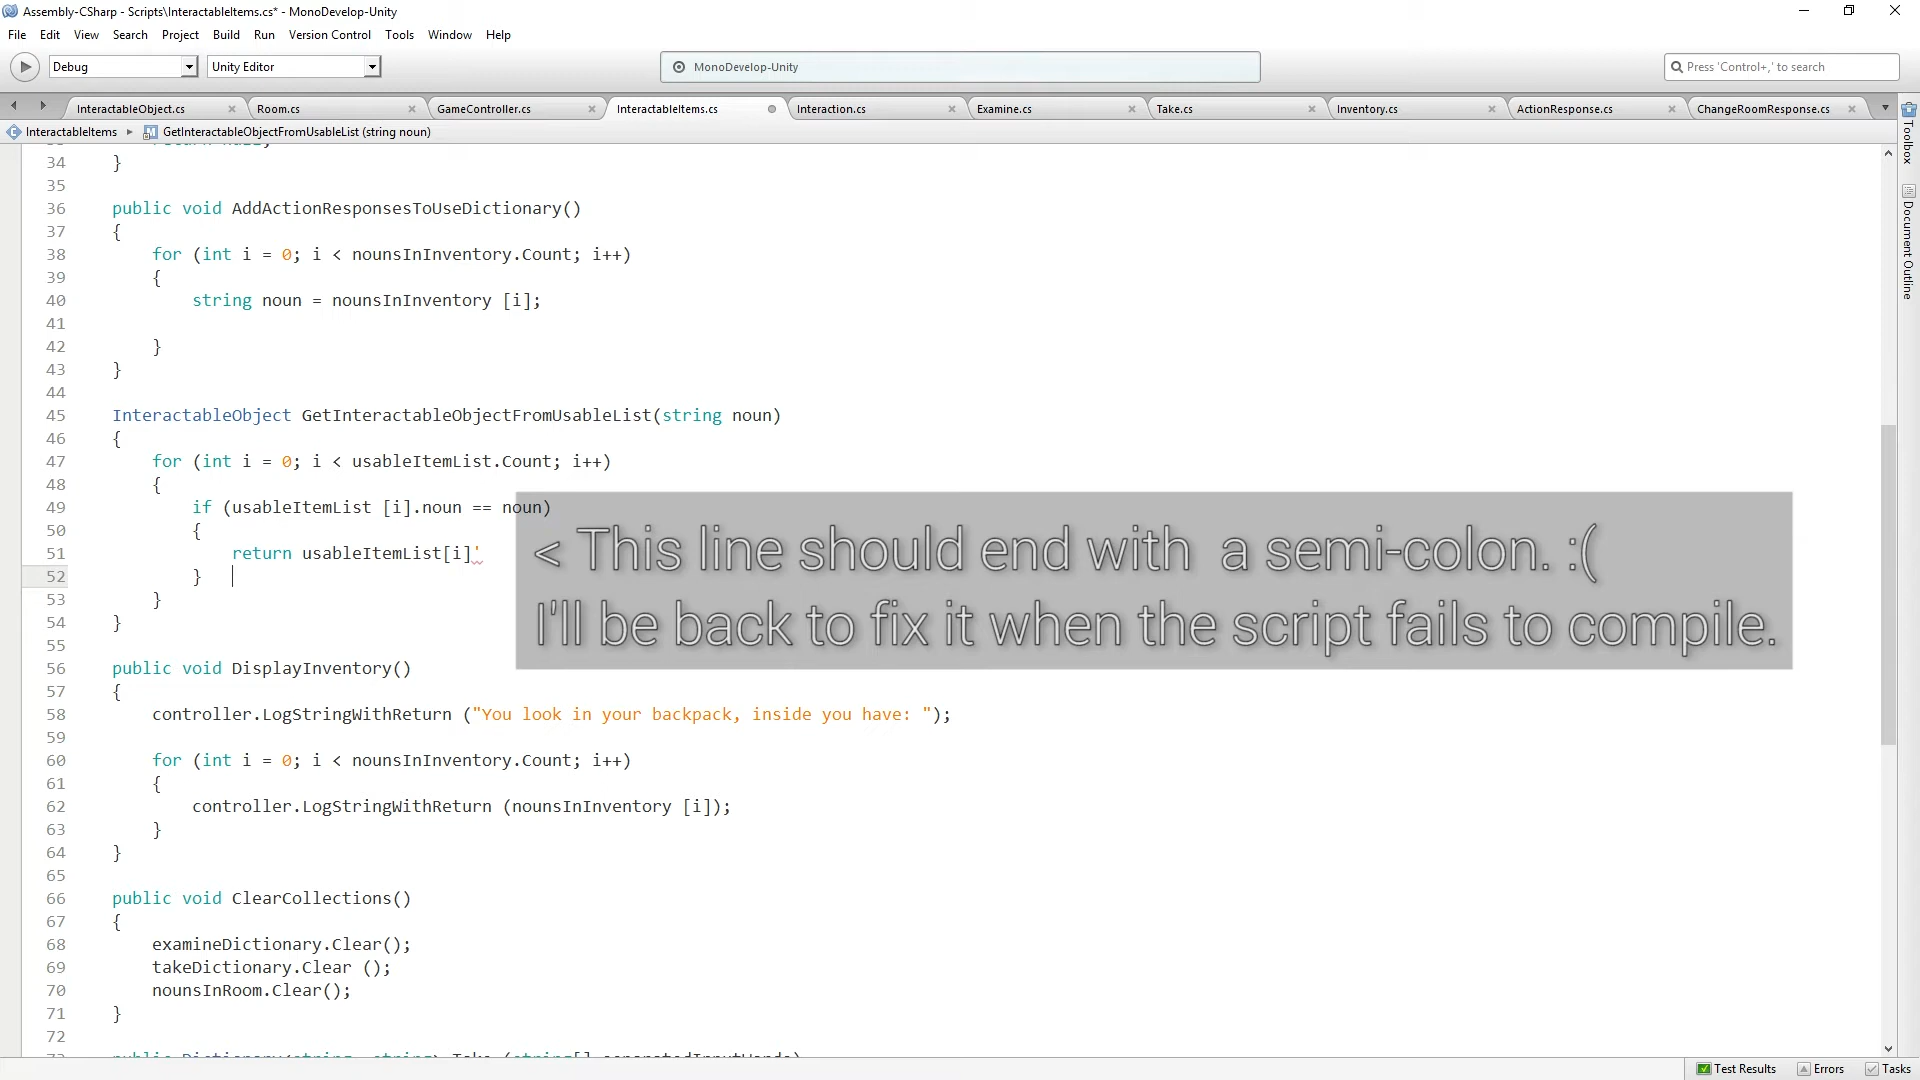 Assembly-CSharp - Scripts\InteractableItems.cs* - MonoDevelop-Unity
File Edit View Search Project Build Run Version Control Tools Window Help
Debug Unity Editor MonoDevelop-Unity Press 'Control+,' to search
InteractableObject.cs Room.cs GameController.cs InteractableItems.cs Interaction.cs Examine.cs Take.cs Inventory.cs ActionResponse.cs ChangeRoomResponse.cs
InteractableItems GetInteractableObjectFromUsableList (string noun)
Toolbox
Document Outline
34 }
35
36 public void AddActionResponsesToUseDictionary()
37 {
38 for (int i = 0; i < nounsInInventory.Count; i++)
39 {
40 string noun = nounsInInventory [i];
41
42 }
43 }
44
45 InteractableObject GetInteractableObjectFromUsableList(string noun)
46 {
47 for (int i = 0; i < usableItemList.Count; i++)
48 {
49 if (usableItemList [i].noun == noun)
50 {
51 return usableItemList[i]'
52 }
53 }
54 }
55
< This line should end with a semi-colon. :(
I'll be back to fix it when the script fails to compile.
56 public void DisplayInventory()
57 {
58 controller.LogStringWithReturn ("You look in your backpack, inside you have: ");
59
60 for (int i = 0; i < nounsInInventory.Count; i++)
61 {
62 controller.LogStringWithReturn (nounsInInventory [i]);
63 }
64 }
65
66 public void ClearCollections()
67 {
68 examineDictionary.Clear();
69 takeDictionary.Clear ();
70 nounsInRoom.Clear();
71 }
72
Test Results Errors Tasks